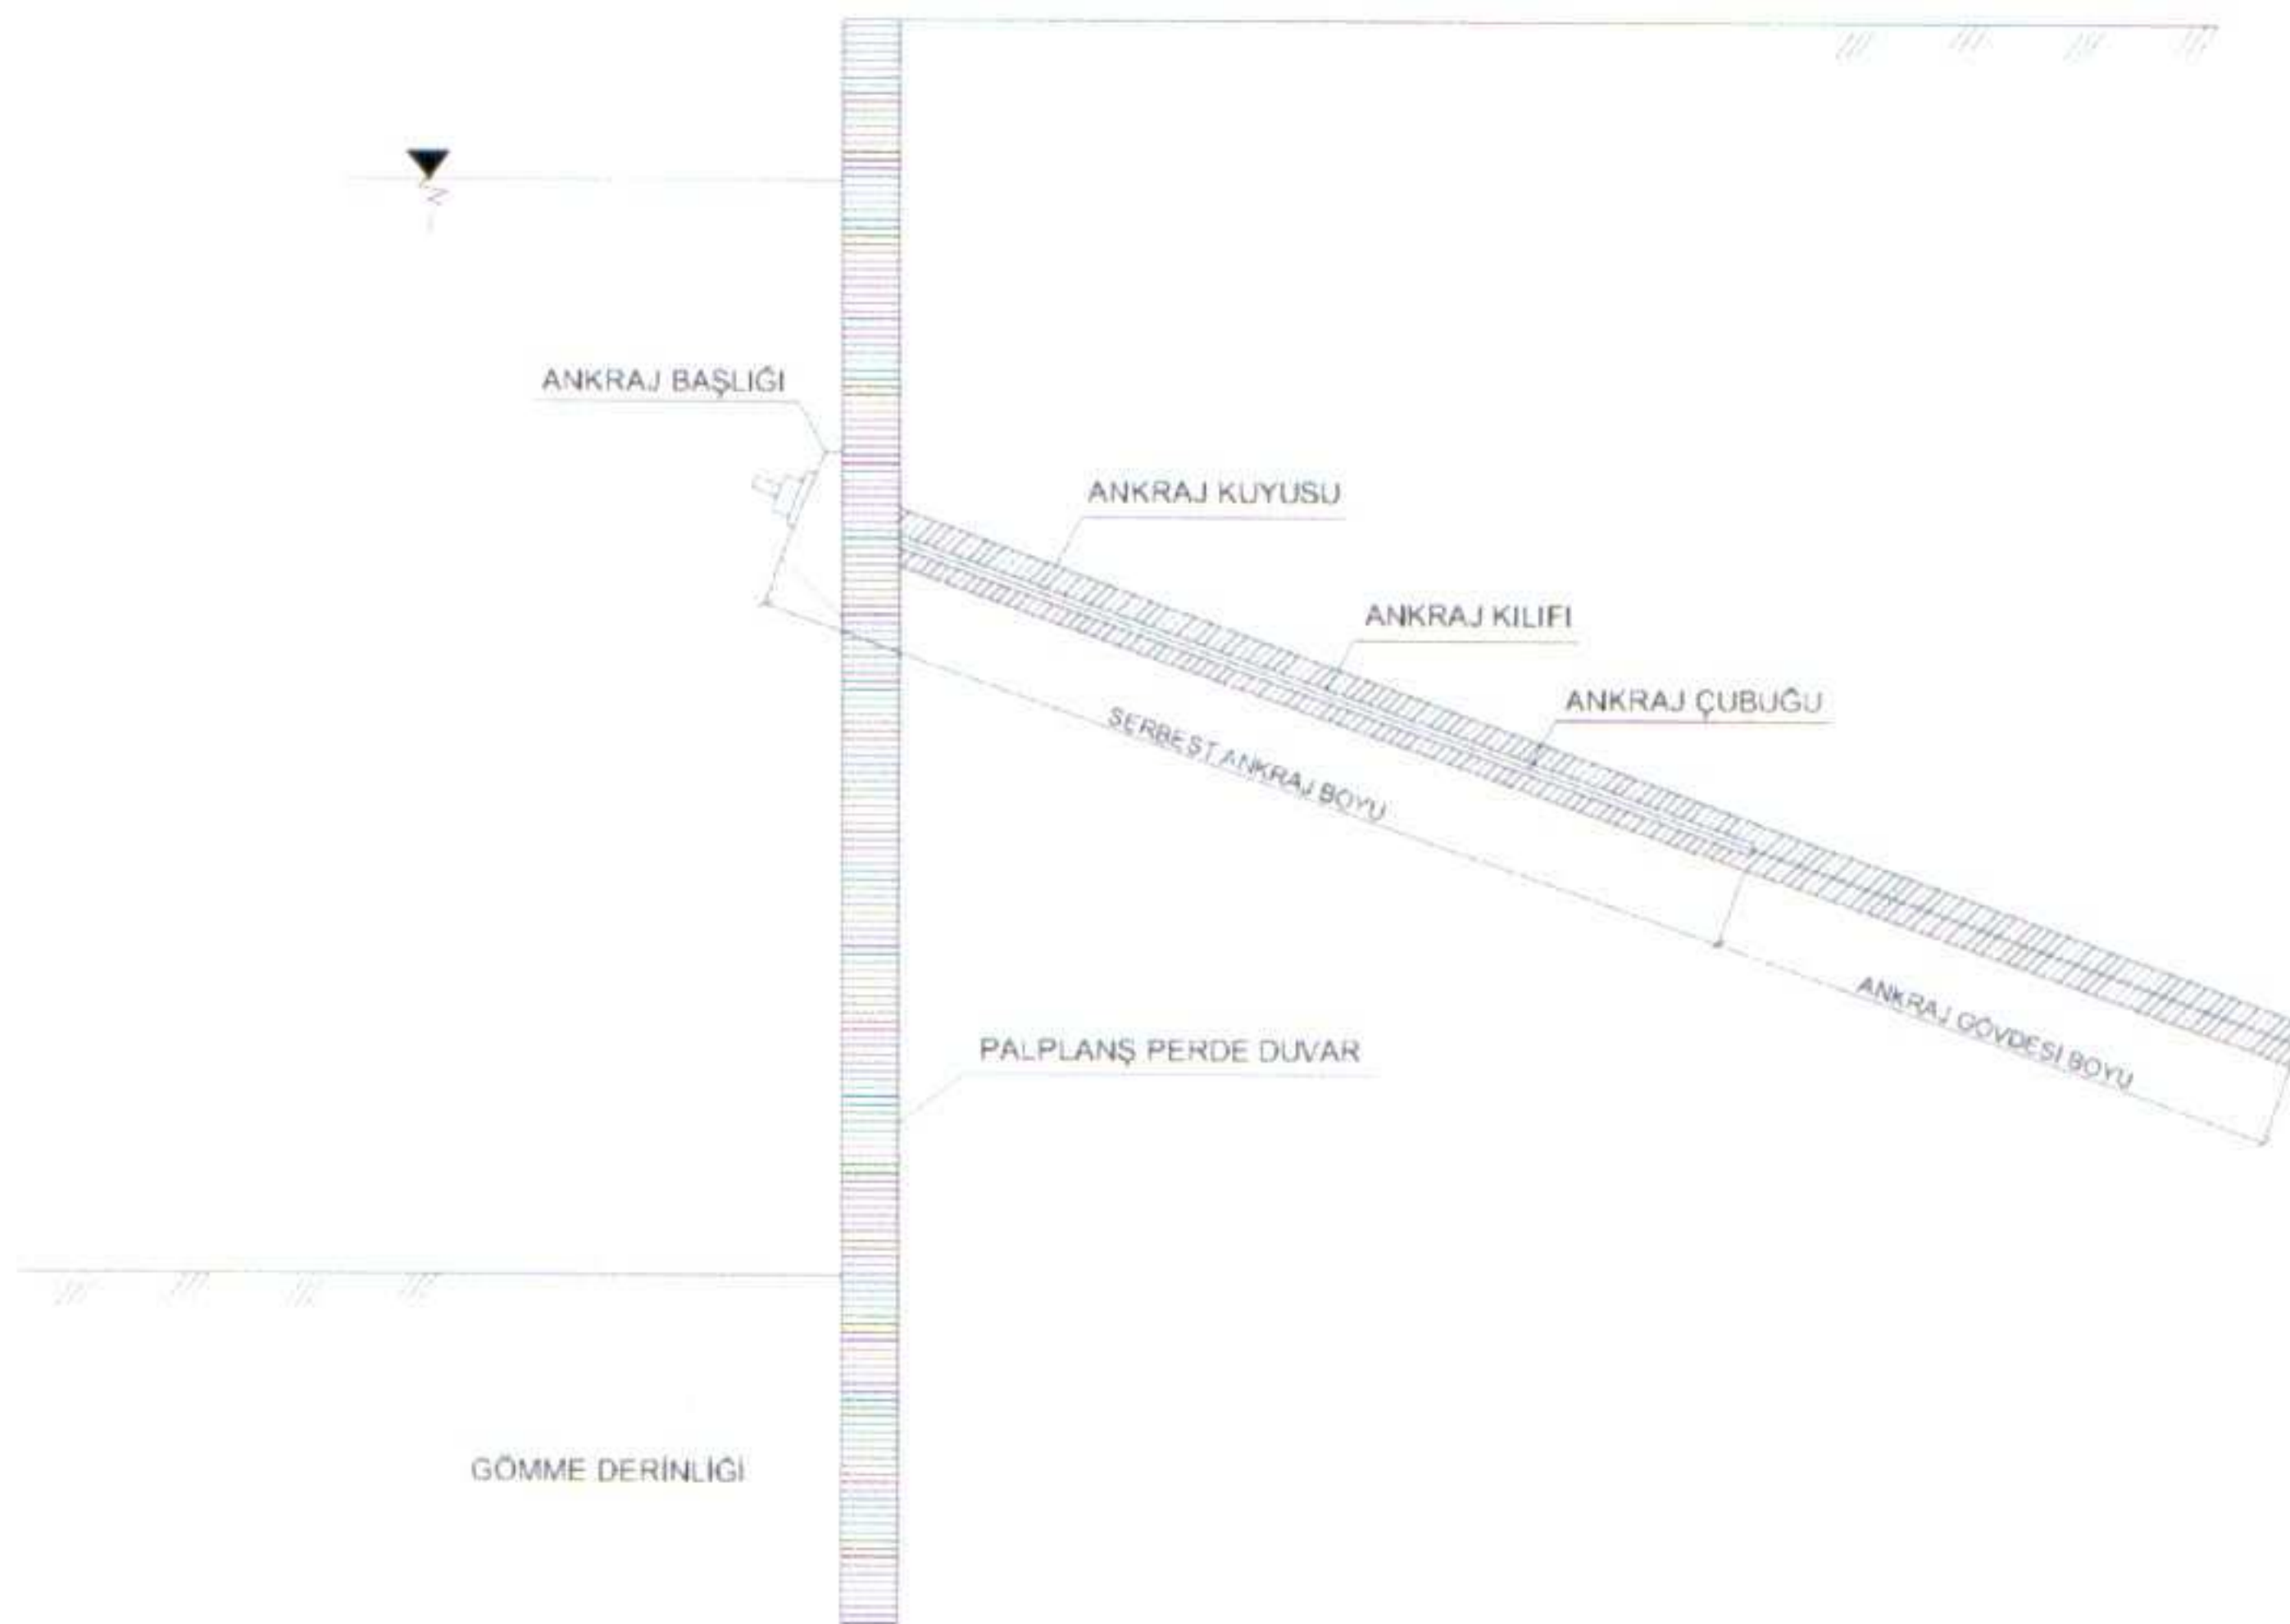 ANKRAJ BAŞLIĞI
ANKRAJ KUYUSU
ANKRAJ KILIFI
ANKRAJ ÇUBUĞU
SERBEST ANKRAJ BOYU
ANKRAJ GÖVDESİ BOYU
PALPLANŞ PERDE DUVAR
GÖMME DERİNLİĞİ